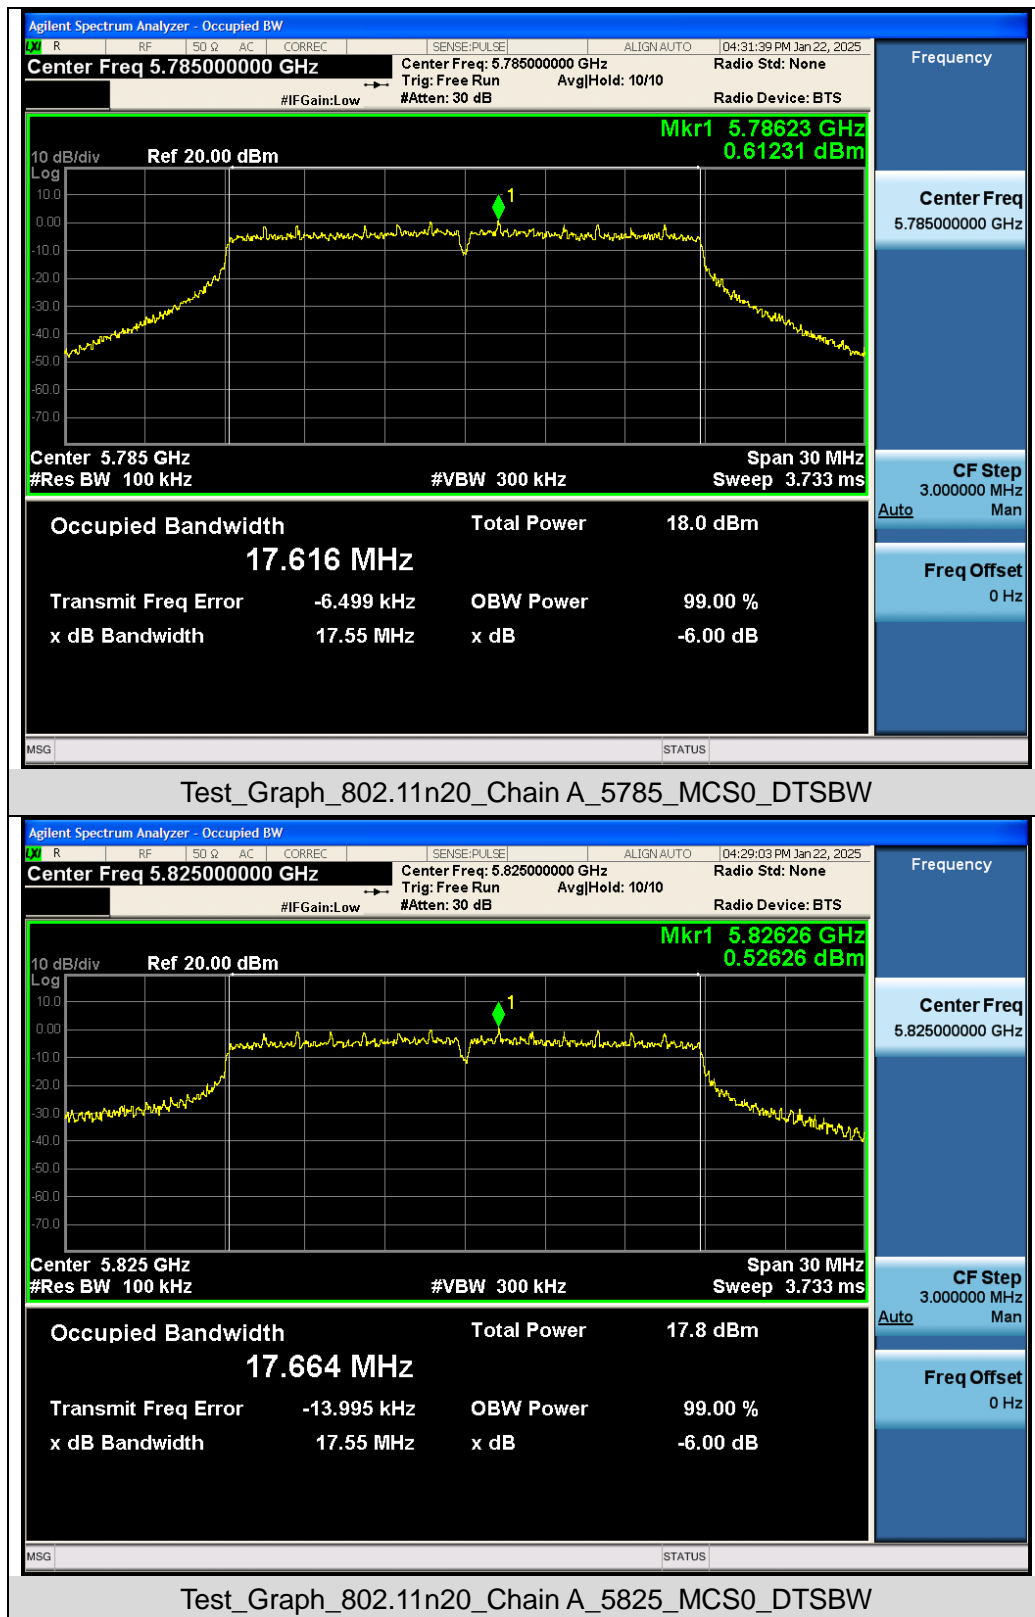 Agilent Spectrum Analyzer - Occupied BW
LXI R RF 50 Ω AC CORREC SENSE:PULSE ALIGN AUTO 04:31:39 PM Jan 22, 2025
Center Freq 5.785000000 GHz
Center Freq: 5.785000000 GHz Radio Std: None
Trig: Free Run Avg|Hold: 10/10
#IFGain:Low #Atten: 30 dB Radio Device: BTS
Frequency
Mkr1 5.78623 GHz
0.61231 dBm
10 dB/div Ref 20.00 dBm
Log
10.0
0.00
-10.0
-20.0
-30.0
-40.0
-50.0
-60.0
-70.0
1
Center 5.785 GHz Span 30 MHz
#Res BW 100 kHz #VBW 300 kHz Sweep 3.733 ms
Center Freq
5.785000000 GHz
CF Step
3.000000 MHz
Auto Man
Freq Offset
0 Hz
Occupied Bandwidth Total Power 18.0 dBm
17.616 MHz
Transmit Freq Error -6.499 kHz OBW Power 99.00 %
x dB Bandwidth 17.55 MHz x dB -6.00 dB
MSG STATUS
Test_Graph_802.11n20_Chain A_5785_MCS0_DTSBW
Agilent Spectrum Analyzer - Occupied BW
LXI R RF 50 Ω AC CORREC SENSE:PULSE ALIGN AUTO 04:29:03 PM Jan 22, 2025
Center Freq 5.825000000 GHz
Center Freq: 5.825000000 GHz Radio Std: None
Trig: Free Run Avg|Hold: 10/10
#IFGain:Low #Atten: 30 dB Radio Device: BTS
Frequency
Mkr1 5.82626 GHz
0.52626 dBm
10 dB/div Ref 20.00 dBm
Log
10.0
0.00
-10.0
-20.0
-30.0
-40.0
-50.0
-60.0
-70.0
1
Center 5.825 GHz Span 30 MHz
#Res BW 100 kHz #VBW 300 kHz Sweep 3.733 ms
Center Freq
5.825000000 GHz
CF Step
3.000000 MHz
Auto Man
Freq Offset
0 Hz
Occupied Bandwidth Total Power 17.8 dBm
17.664 MHz
Transmit Freq Error -13.995 kHz OBW Power 99.00 %
x dB Bandwidth 17.55 MHz x dB -6.00 dB
MSG STATUS
Test_Graph_802.11n20_Chain A_5825_MCS0_DTSBW